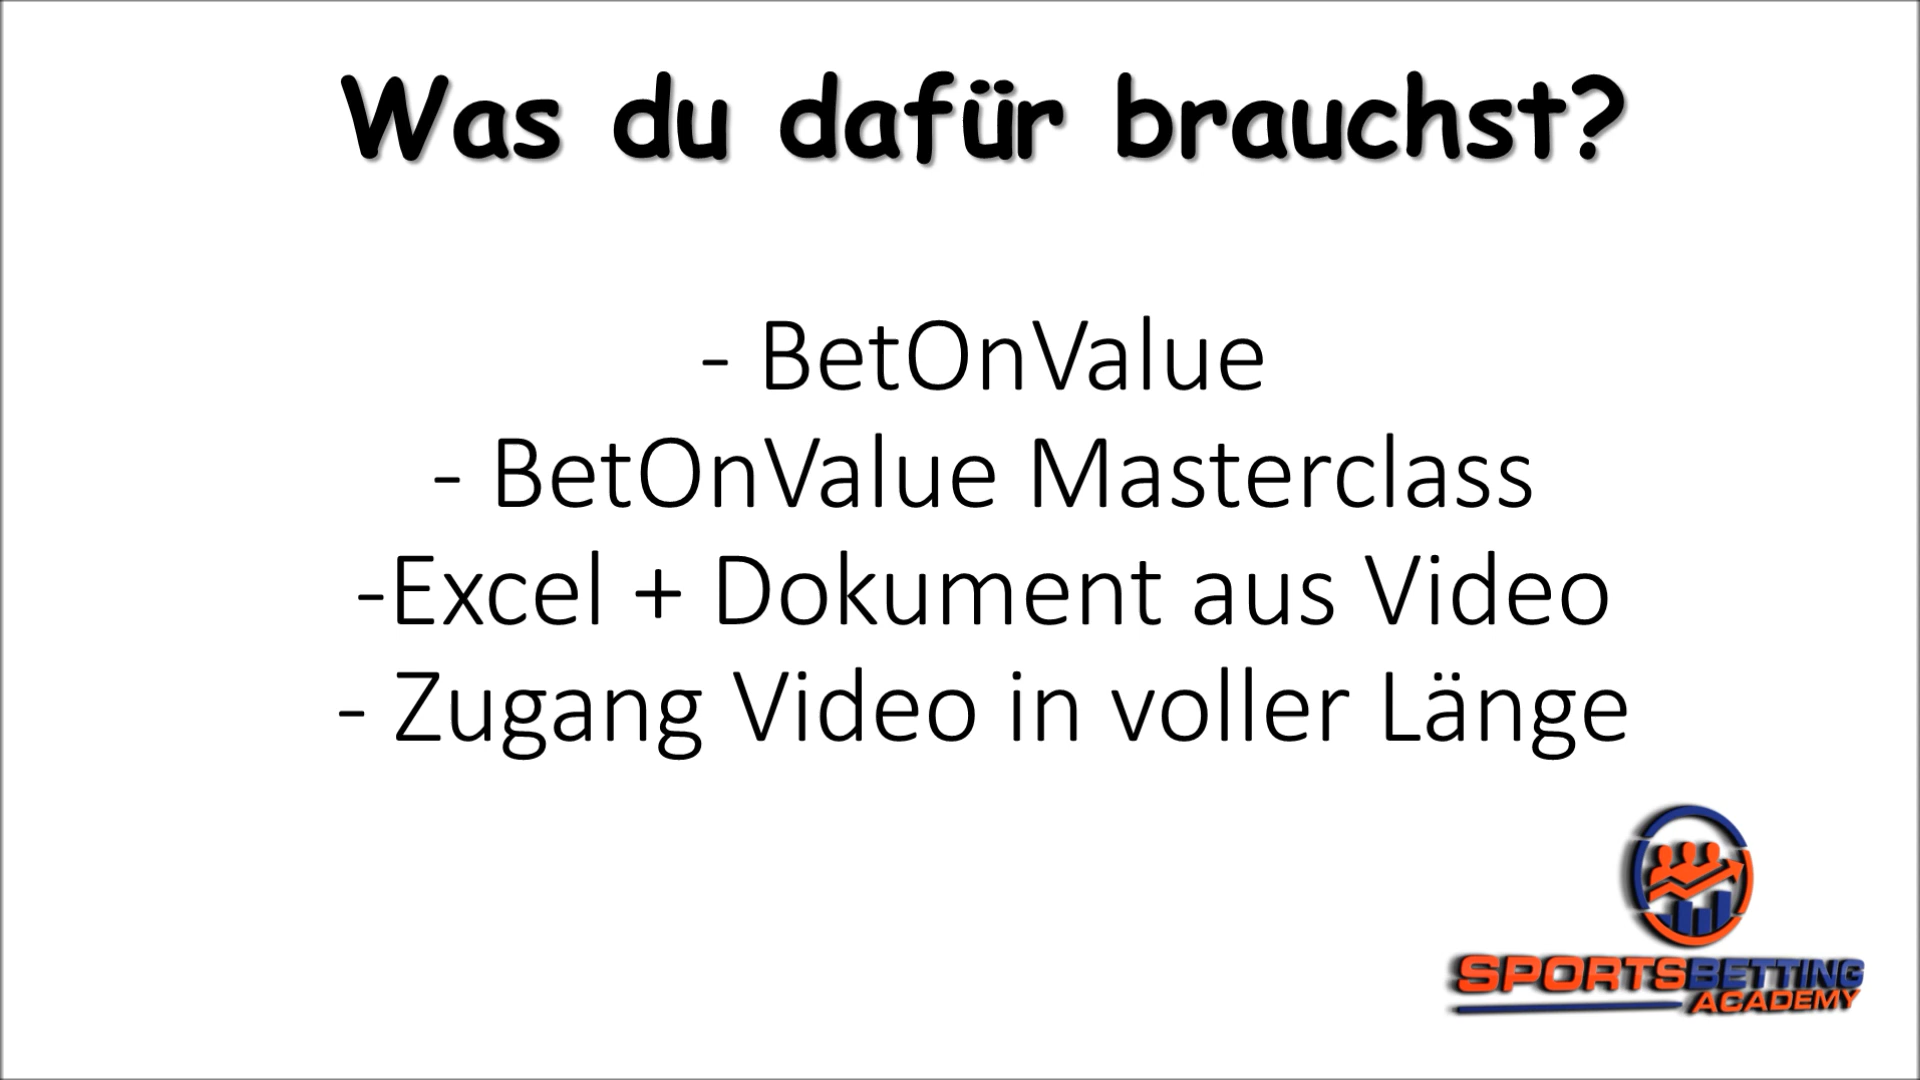 Was du dafür brauchst?
- BetOnValue
- BetOnValue Masterclass
-Excel + Dokument aus Video
- Zugang Video in voller Länge
SPORTSBETTING
ACADEMY